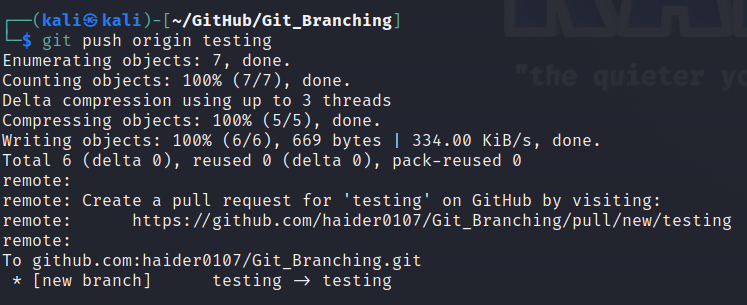 ┌──(kali㉿kali)-[~/GitHub/Git_Branching]
└─$ git push origin testing
Enumerating objects: 7, done.
Counting objects: 100% (7/7), done.
Delta compression using up to 3 threads
Compressing objects: 100% (5/5), done.
Writing objects: 100% (6/6), 669 bytes | 334.00 KiB/s, done.
Total 6 (delta 0), reused 0 (delta 0), pack-reused 0
remote:
remote: Create a pull request for 'testing' on GitHub by visiting:
remote:      https://github.com/haider0107/Git_Branching/pull/new/testing
remote:
To github.com:haider0107/Git_Branching.git
 * [new branch]      testing -> testing
"the quieter yo